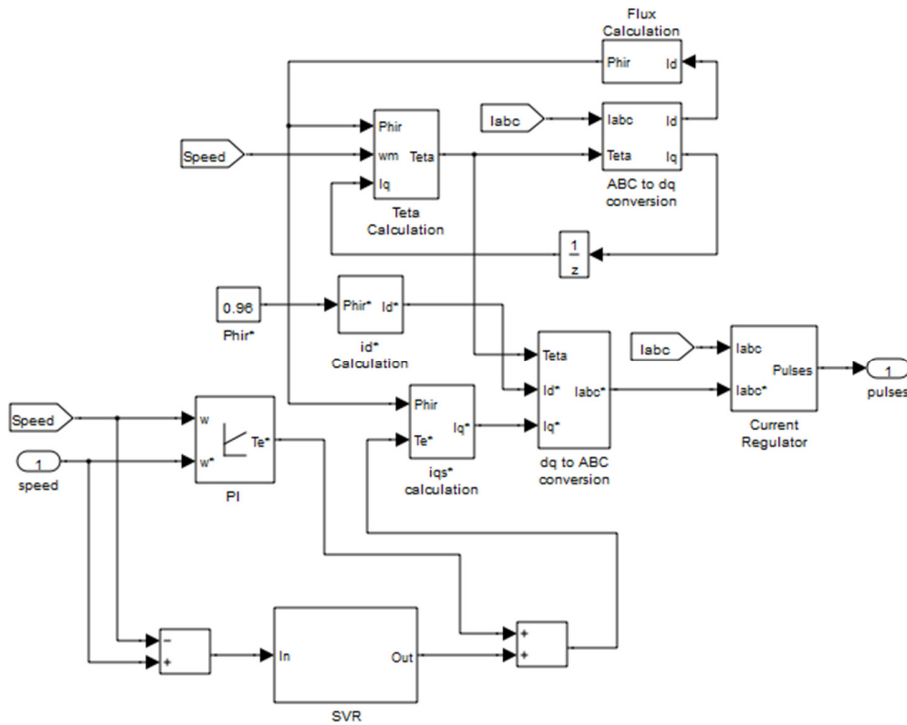 Flux
Calculation
Phir Id
Iabc
Iabc Id
Teta Iq
ABC to dq
conversion
Speed
Phir
wm Teta
Iq
Teta
Calculation
1
z
0.96
Phir*
Phir* Id*
id*
Calculation
Teta
Id* Iabc*
Iq*
dq to ABC
conversion
Iabc
Iabc
Pulses
Iabc*
Current
Regulator
1
pulses
Phir
Iq*
Te*
iqs*
calculation
Speed
1
speed
w
Te*
w*
PI
−
+
In Out
SVR
+
+